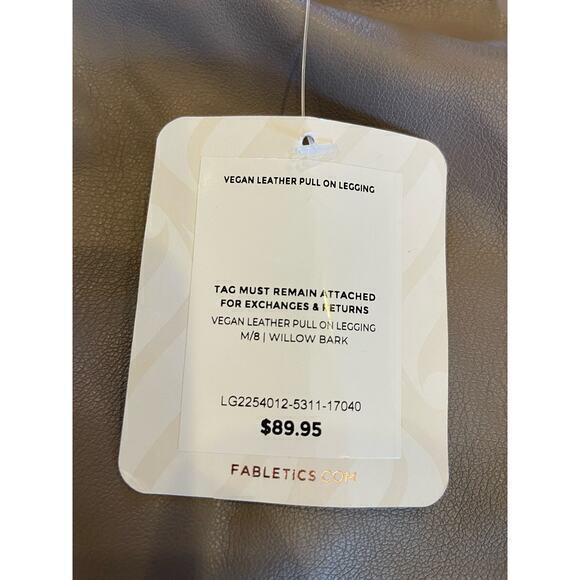 VEGAN LEATHER PULL ON LEGGING
TAG MUST REMAIN ATTACHED
FOR EXCHANGES & RETURNS
VEGAN LEATHER PULL ON LEGGING
M/8 | WILLOW BARK
LG2254012-5311-17040
$89.95
FABLETICS.COM